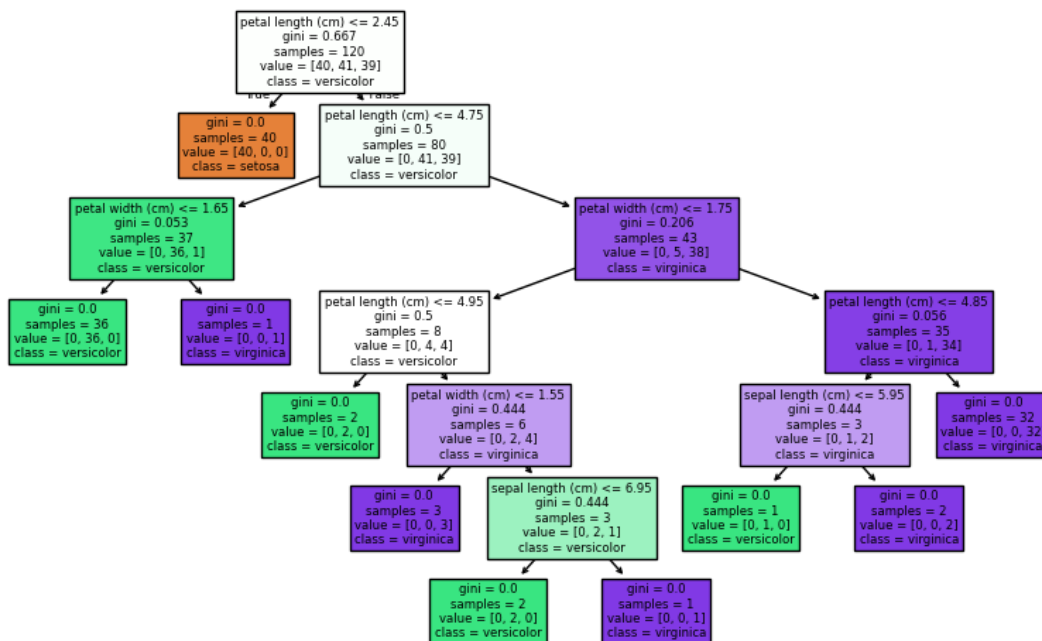 petal length (cm) <= 2.45
gini = 0.667
samples = 120
value = [40, 41, 39]
class = versicolor
True
False
gini = 0.0
samples = 40
value = [40, 0, 0]
class = setosa
petal length (cm) <= 4.75
gini = 0.5
samples = 80
value = [0, 41, 39]
class = versicolor
petal width (cm) <= 1.65
gini = 0.053
samples = 37
value = [0, 36, 1]
class = versicolor
petal width (cm) <= 1.75
gini = 0.206
samples = 43
value = [0, 5, 38]
class = virginica
gini = 0.0
samples = 36
value = [0, 36, 0]
class = versicolor
gini = 0.0
samples = 1
value = [0, 0, 1]
class = virginica
petal length (cm) <= 4.95
gini = 0.5
samples = 8
value = [0, 4, 4]
class = versicolor
petal length (cm) <= 4.85
gini = 0.056
samples = 35
value = [0, 1, 34]
class = virginica
gini = 0.0
samples = 2
value = [0, 2, 0]
class = versicolor
petal width (cm) <= 1.55
gini = 0.444
samples = 6
value = [0, 2, 4]
class = virginica
sepal length (cm) <= 5.95
gini = 0.444
samples = 3
value = [0, 1, 2]
class = virginica
gini = 0.0
samples = 32
value = [0, 0, 32]
class = virginica
gini = 0.0
samples = 3
value = [0, 0, 3]
class = virginica
sepal length (cm) <= 6.95
gini = 0.444
samples = 3
value = [0, 2, 1]
class = versicolor
gini = 0.0
samples = 1
value = [0, 1, 0]
class = versicolor
gini = 0.0
samples = 2
value = [0, 0, 2]
class = virginica
gini = 0.0
samples = 2
value = [0, 2, 0]
class = versicolor
gini = 0.0
samples = 1
value = [0, 0, 1]
class = virginica